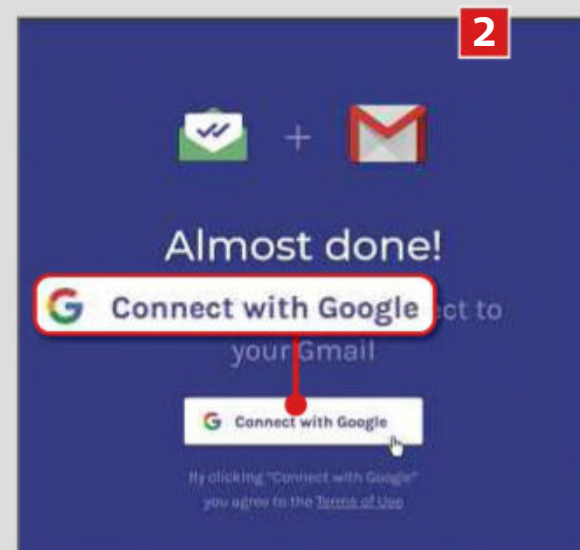 2
+
Almost done!
Connect with Google ect to
your Gmail
Connect with Google
By clicking "Connect with Google"
you agree to the Terms of Use